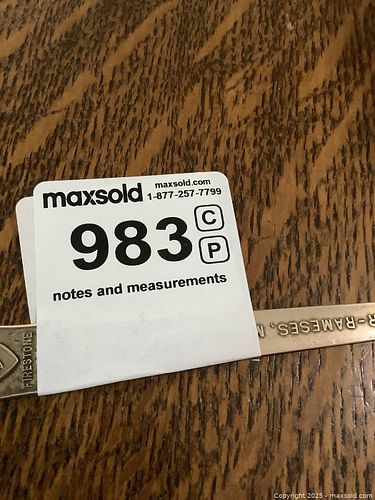 maxsold
maxsold.com
1-877-257-7799
983
C
P
notes and measurements
FIRESTONE
R-RAMESES,
Copyright 2025 - maxsold.com